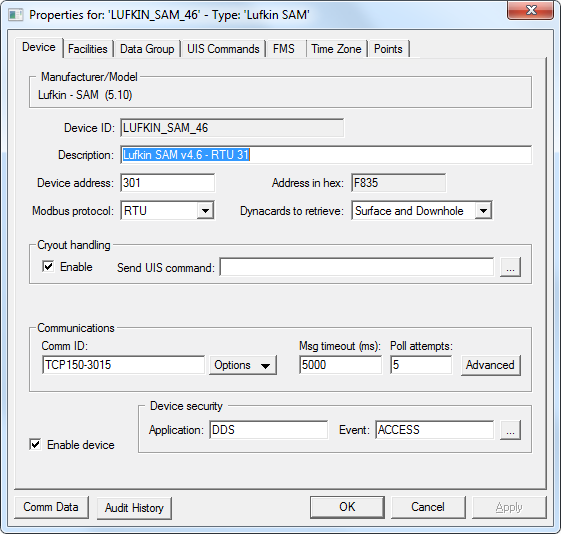 Properties for: 'LUFKIN_SAM_46' - Type: 'Lufkin SAM'
Device Facilities Data Group UIS Commands FMS Time Zone Points
Manufacturer/Model
Lufkin - SAM (5.10)
Device ID: LUFKIN_SAM_46
Description: Lufkin SAM v4.6 - RTU 31
Device address: 301 Address in hex: F835
Modbus protocol: RTU Dynacards to retrieve: Surface and Downhole
Cryout handling
Enable Send UIS command: ...
Communications
Comm ID: Msg timeout (ms): Poll attempts:
TCP150-3015 Options 5000 5 Advanced
Device security
Application: DDS Event: ACCESS ...
Enable device
Comm Data Audit History OK Cancel Apply